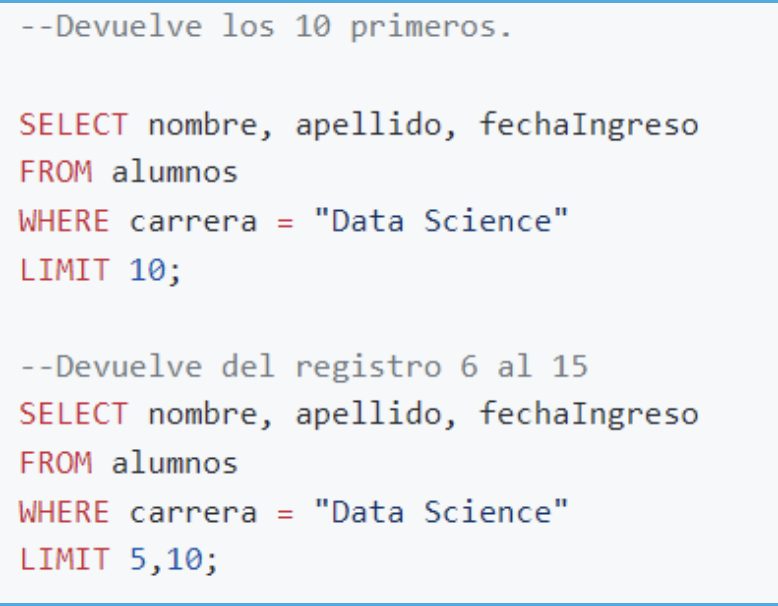 --Devuelve los 10 primeros.
SELECT nombre, apellido, fechaIngreso
FROM alumnos
WHERE carrera = "Data Science"
LIMIT 10;
--Devuelve del registro 6 al 15
SELECT nombre, apellido, fechaIngreso
FROM alumnos
WHERE carrera = "Data Science"
LIMIT 5,10;